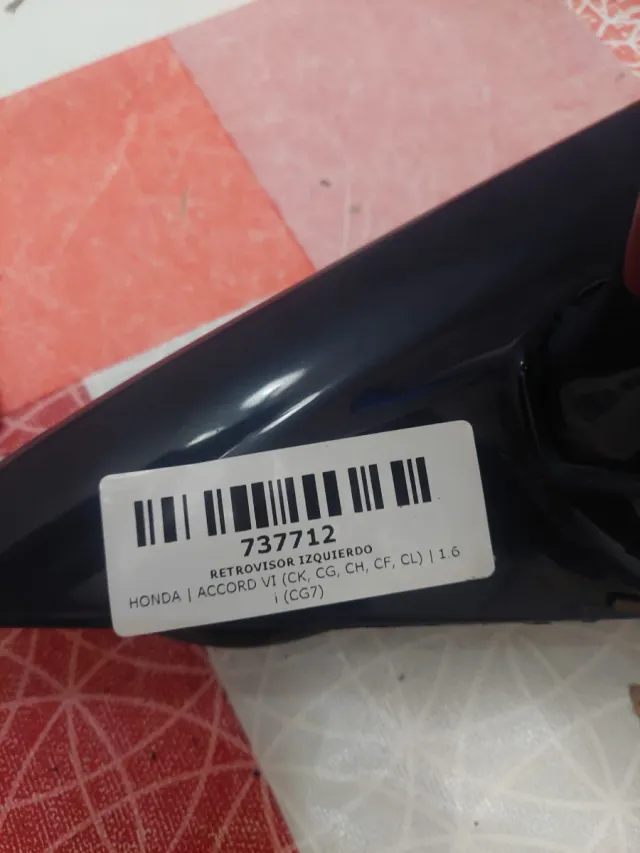 737712
RETROVISOR IZQUIERDO
HONDA | ACCORD VI (CK, CG, CH, CF, CL) | 1.6
i (CG7)